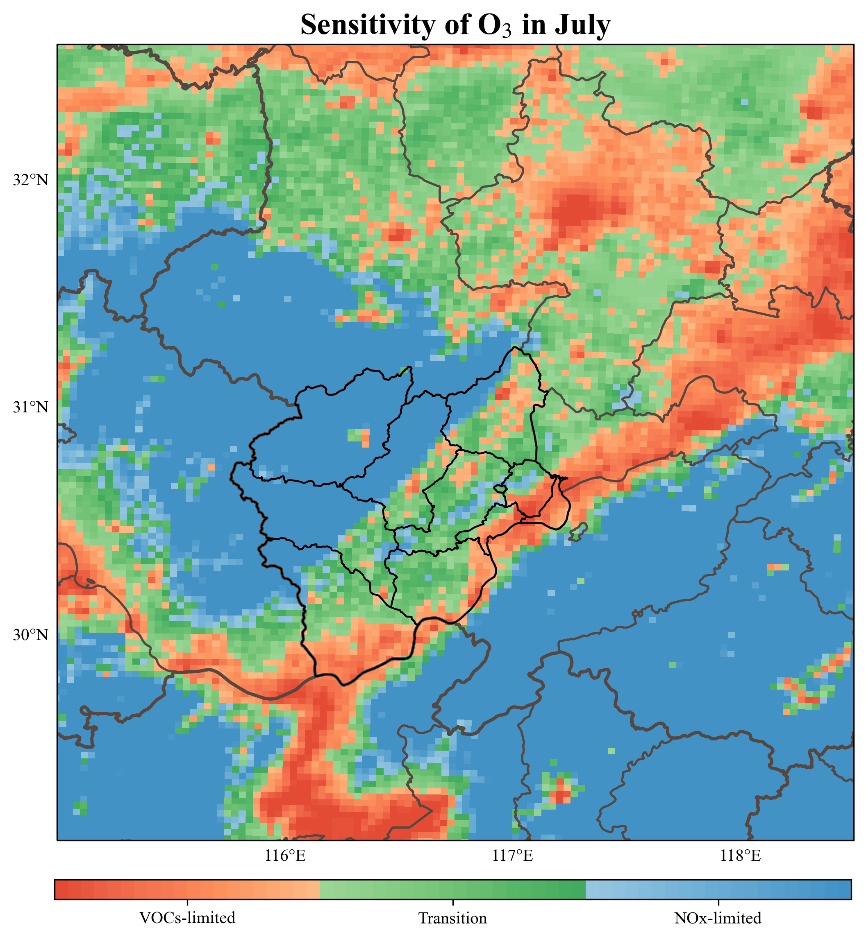 Sensitivity of O₃ in July
32°N
31°N
30°N
116°E 117°E 118°E
VOCs-limited Transition NOx-limited